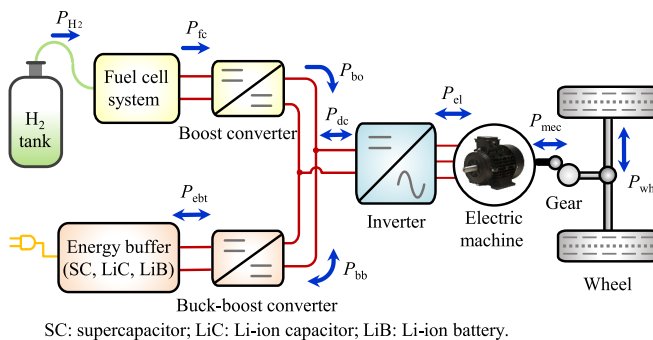 P_H2
P_fc
P_bo
Fuel cell
system
H2
tank
Boost converter
P_dc
P_el
P_mec
P_wh
Inverter
Electric
machine
Gear
Wheel
P_ebt
Energy buffer
(SC, LiC, LiB)
P_bb
Buck-boost converter
SC: supercapacitor; LiC: Li-ion capacitor; LiB: Li-ion battery.